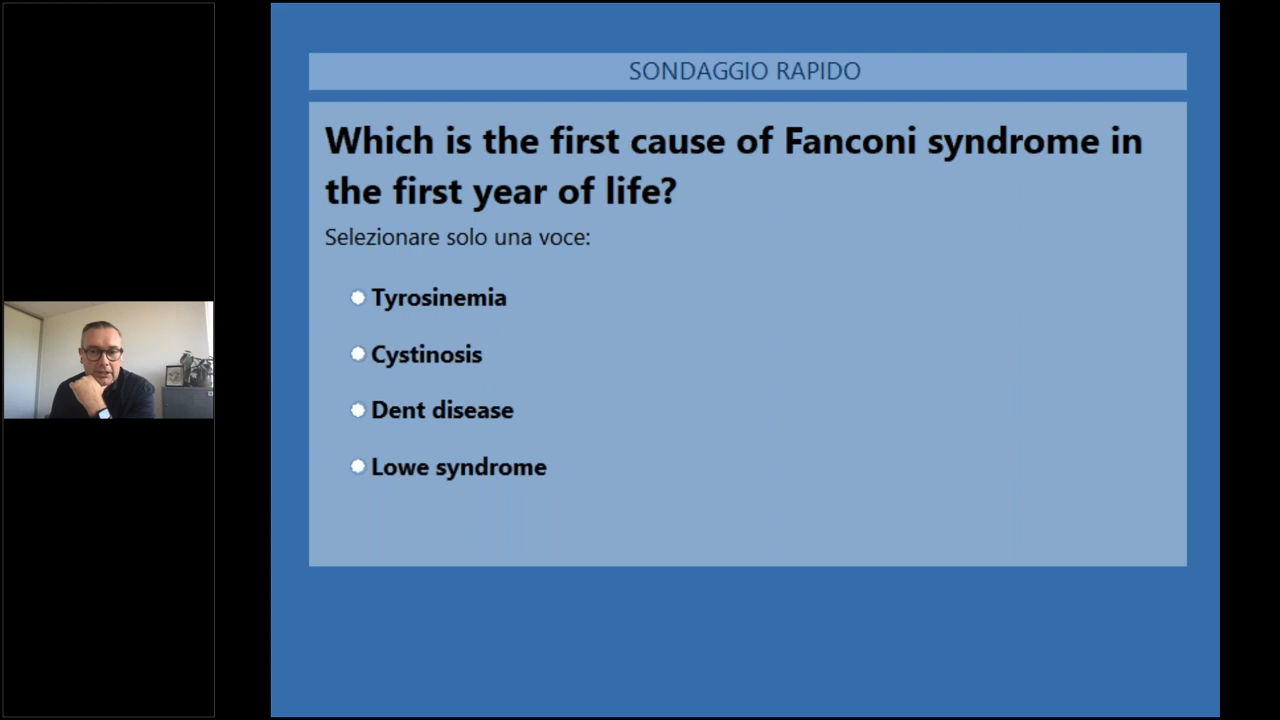 SONDAGGIO RAPIDO
Which is the first cause of Fanconi syndrome in
the first year of life?
Selezionare solo una voce:
Tyrosinemia
Cystinosis
Dent disease
Lowe syndrome